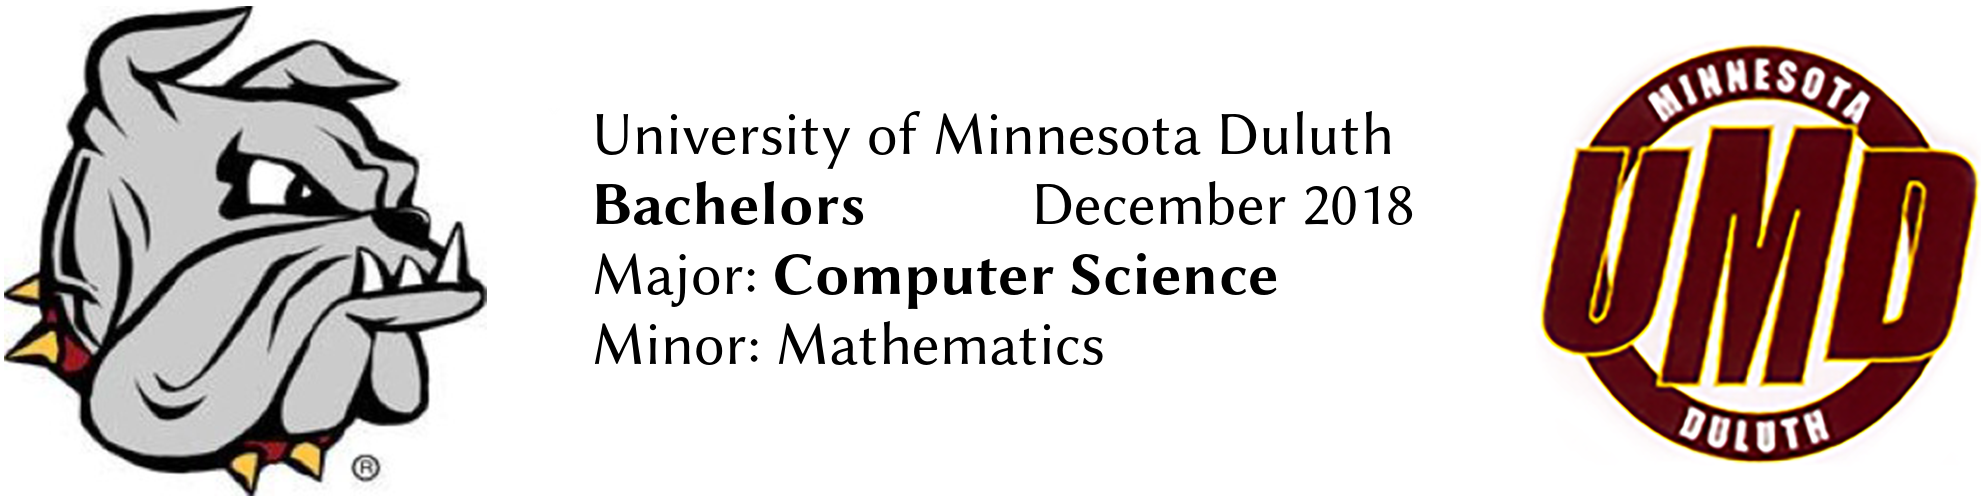 University of Minnesota Duluth
Bachelors December 2018
Major: Computer Science
Minor: Mathematics
®
MINNESOTA
UMD
DULUTH